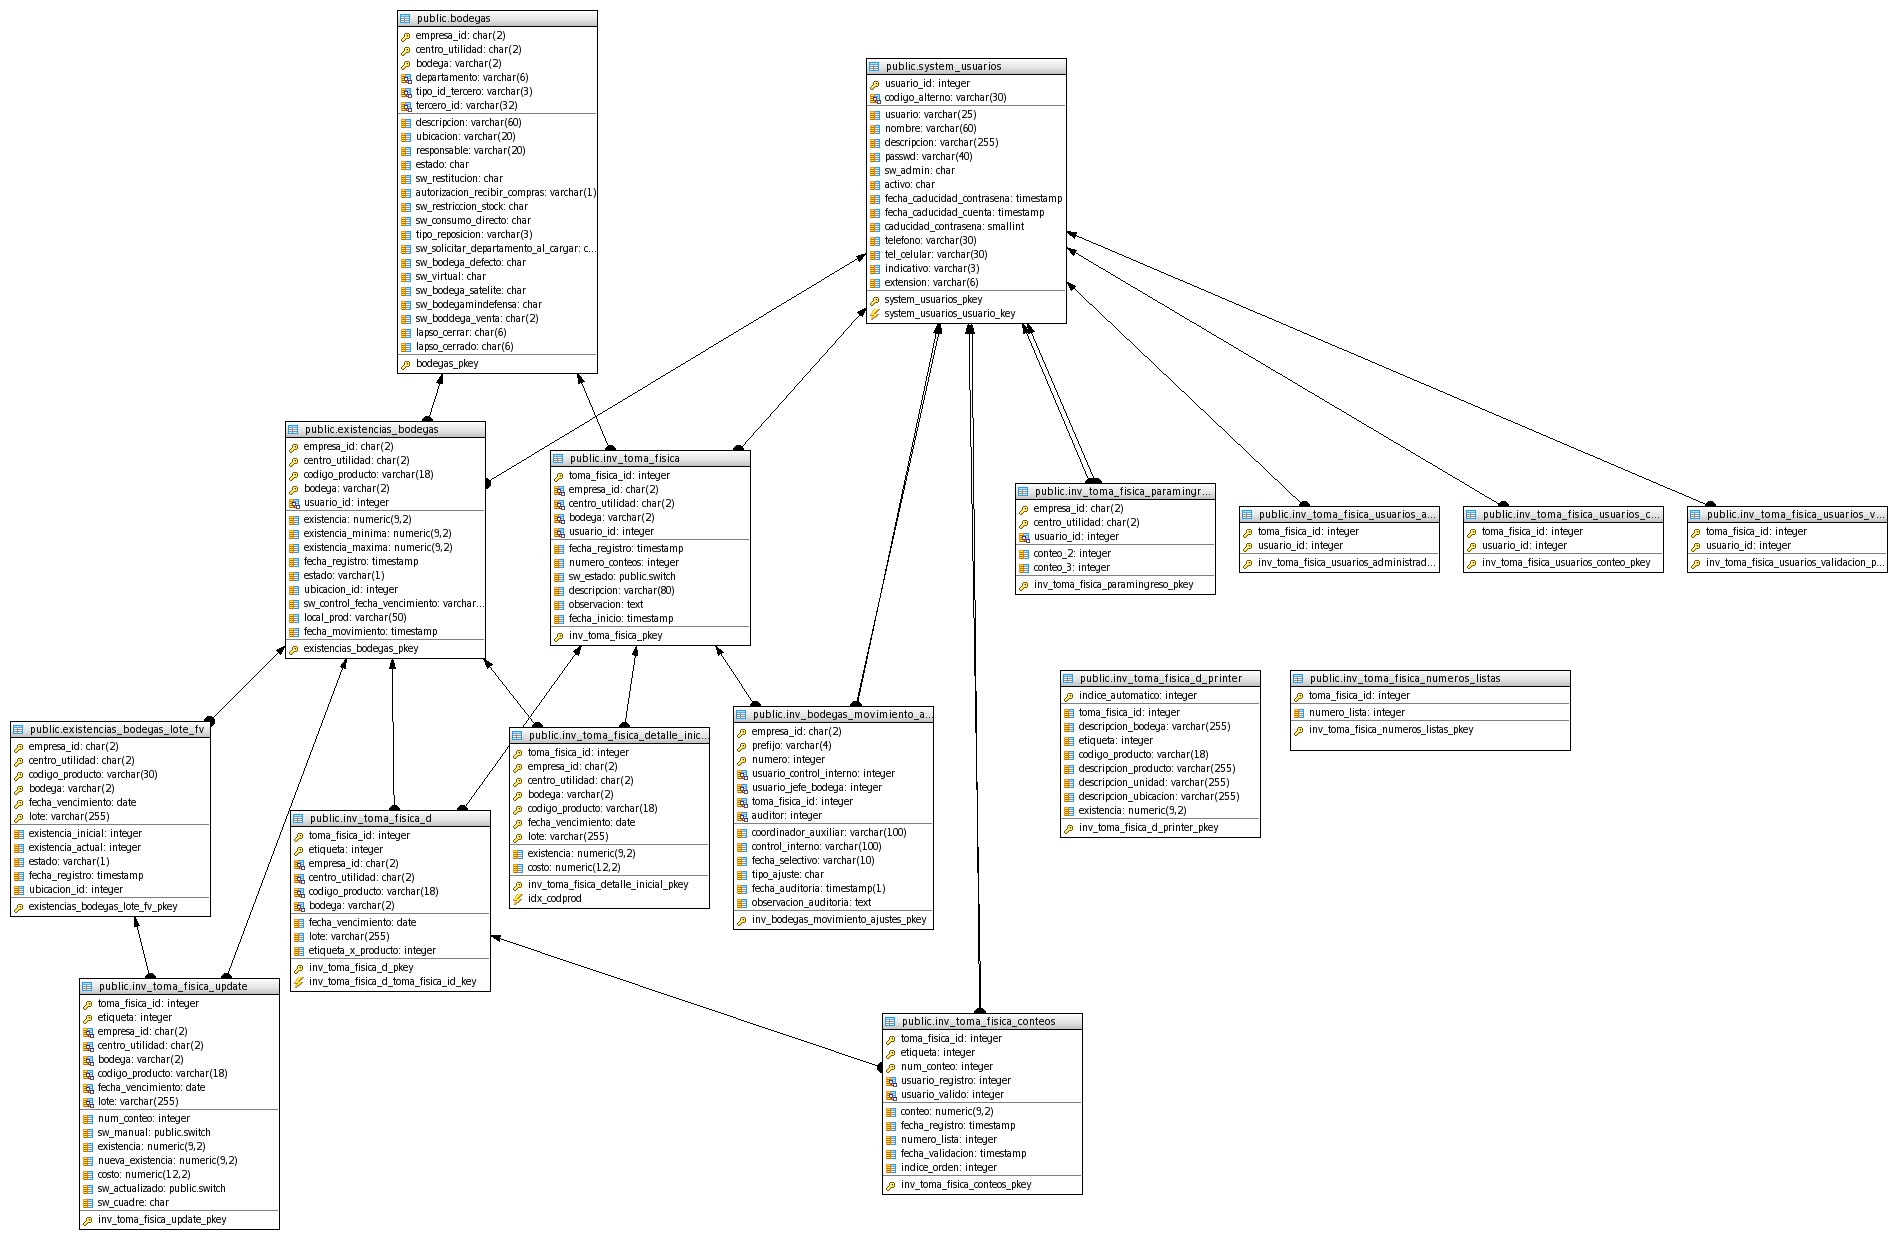 public.bodegas
empresa_id: char(2)
centro_utilidad: char(2)
bodega: varchar(2)
departamento: varchar(6)
tipo_id_tercero: varchar(3)
tercero_id: varchar(32)
descripcion: varchar(60)
ubicacion: varchar(20)
responsable: varchar(20)
estado: char
sw_restitucion: char
autorizacion_recibir_compras: varchar(1)
sw_restriccion_stock: char
sw_consumo_directo: char
tipo_reposicion: varchar(3)
sw_solicitar_departamento_al_cargar: c...
sw_bodega_defecto: char
sw_virtual: char
sw_bodega_satelite: char
sw_bodegamindefensa: char
sw_boddega_venta: char(2)
lapso_cerrar: char(6)
lapso_cerrado: char(6)
bodegas_pkey
public.system_usuarios
usuario_id: integer
codigo_alterno: varchar(30)
usuario: varchar(25)
nombre: varchar(60)
descripcion: varchar(255)
passwd: varchar(40)
sw_admin: char
activo: char
fecha_caducidad_contrasena: timestamp
fecha_caducidad_cuenta: timestamp
caducidad_contrasena: smallint
telefono: varchar(30)
tel_celular: varchar(30)
indicativo: varchar(3)
extension: varchar(6)
system_usuarios_pkey
system_usuarios_usuario_key
public.existencias_bodegas
empresa_id: char(2)
centro_utilidad: char(2)
codigo_producto: varchar(18)
bodega: varchar(2)
usuario_id: integer
existencia: numeric(9,2)
existencia_minima: numeric(9,2)
existencia_maxima: numeric(9,2)
fecha_registro: timestamp
estado: varchar(1)
ubicacion_id: integer
sw_control_fecha_vencimiento: varchar...
local_prod: varchar(50)
fecha_movimiento: timestamp
existencias_bodegas_pkey
public.inv_toma_fisica
toma_fisica_id: integer
empresa_id: char(2)
centro_utilidad: char(2)
bodega: varchar(2)
usuario_id: integer
fecha_registro: timestamp
numero_conteos: integer
sw_estado: public.switch
descripcion: varchar(80)
observacion: text
fecha_inicio: timestamp
inv_toma_fisica_pkey
public.inv_toma_fisica_paramingr...
empresa_id: char(2)
centro_utilidad: char(2)
usuario_id: integer
conteo_2: integer
conteo_3: integer
inv_toma_fisica_paramingreso_pkey
public.inv_toma_fisica_usuarios_a...
toma_fisica_id: integer
usuario_id: integer
inv_toma_fisica_usuarios_administrad...
public.inv_toma_fisica_usuarios_c...
toma_fisica_id: integer
usuario_id: integer
inv_toma_fisica_usuarios_conteo_pkey
public.inv_toma_fisica_usuarios_v...
toma_fisica_id: integer
usuario_id: integer
inv_toma_fisica_usuarios_validacion_p...
public.existencias_bodegas_lote_fv
empresa_id: char(2)
centro_utilidad: char(2)
codigo_producto: varchar(30)
bodega: varchar(2)
fecha_vencimiento: date
lote: varchar(255)
existencia_inicial: integer
existencia_actual: integer
estado: varchar(1)
fecha_registro: timestamp
ubicacion_id: integer
existencias_bodegas_lote_fv_pkey
public.inv_toma_fisica_d
toma_fisica_id: integer
etiqueta: integer
empresa_id: char(2)
centro_utilidad: char(2)
codigo_producto: varchar(18)
bodega: varchar(2)
fecha_vencimiento: date
lote: varchar(255)
etiqueta_x_producto: integer
inv_toma_fisica_d_pkey
inv_toma_fisica_d_toma_fisica_id_key
public.inv_toma_fisica_detalle_inic...
toma_fisica_id: integer
empresa_id: char(2)
centro_utilidad: char(2)
bodega: varchar(2)
codigo_producto: varchar(18)
fecha_vencimiento: date
lote: varchar(255)
existencia: numeric(9,2)
costo: numeric(12,2)
inv_toma_fisica_detalle_inicial_pkey
idx_codprod
public.inv_bodegas_movimiento_a...
empresa_id: char(2)
prefijo: varchar(4)
numero: integer
usuario_control_interno: integer
usuario_jefe_bodega: integer
toma_fisica_id: integer
auditor: integer
coordinador_auxiliar: varchar(100)
control_interno: varchar(100)
fecha_selectivo: varchar(10)
tipo_ajuste: char
fecha_auditoria: timestamp(1)
observacion_auditoria: text
inv_bodegas_movimiento_ajustes_pkey
public.inv_toma_fisica_d_printer
indice_automatico: integer
toma_fisica_id: integer
descripcion_bodega: varchar(255)
etiqueta: integer
codigo_producto: varchar(18)
descripcion_producto: varchar(255)
descripcion_unidad: varchar(255)
descripcion_ubicacion: varchar(255)
existencia: numeric(9,2)
inv_toma_fisica_d_printer_pkey
public.inv_toma_fisica_numeros_listas
toma_fisica_id: integer
numero_lista: integer
inv_toma_fisica_numeros_listas_pkey
public.inv_toma_fisica_update
toma_fisica_id: integer
etiqueta: integer
empresa_id: char(2)
centro_utilidad: char(2)
bodega: varchar(2)
codigo_producto: varchar(18)
fecha_vencimiento: date
lote: varchar(255)
num_conteo: integer
sw_manual: public.switch
existencia: numeric(9,2)
nueva_existencia: numeric(9,2)
costo: numeric(12,2)
sw_actualizado: public.switch
sw_cuadre: char
inv_toma_fisica_update_pkey
public.inv_toma_fisica_conteos
toma_fisica_id: integer
etiqueta: integer
num_conteo: integer
usuario_registro: integer
usuario_valido: integer
conteo: numeric(9,2)
fecha_registro: timestamp
numero_lista: integer
fecha_validacion: timestamp
indice_orden: integer
inv_toma_fisica_conteos_pkey